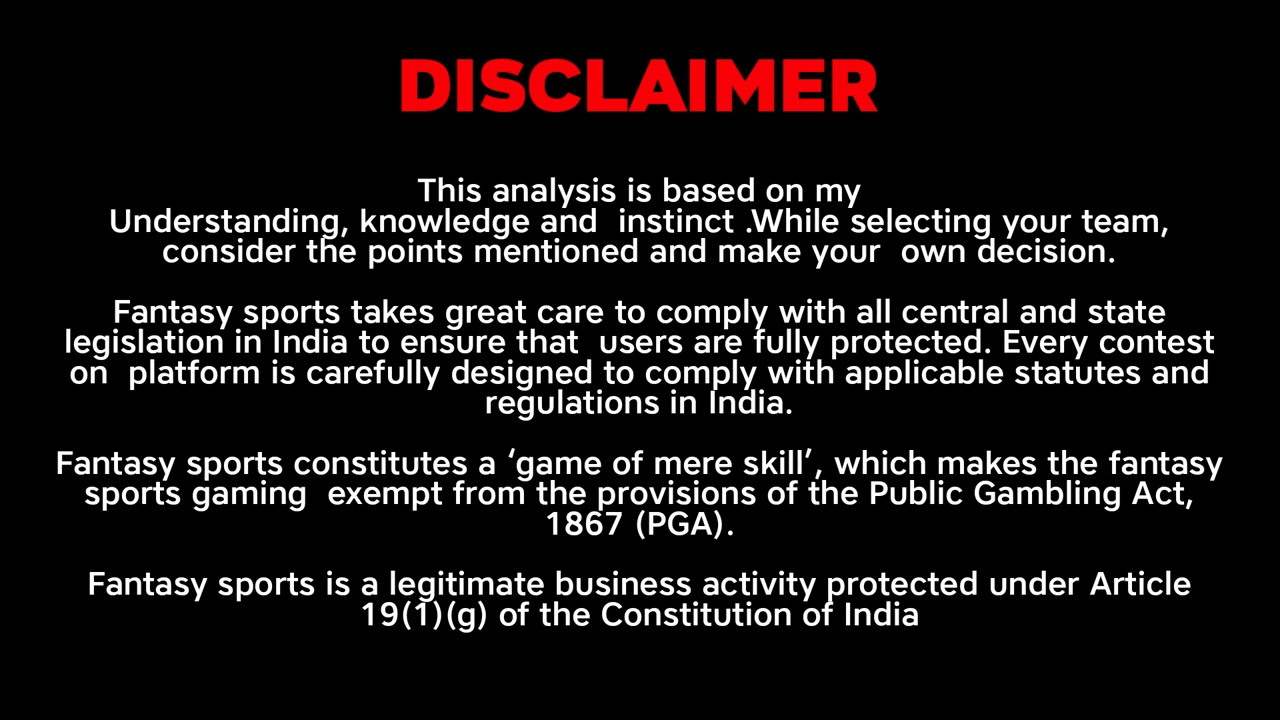 DISCLAIMER
This analysis is based on my
Understanding, knowledge and  instinct .While selecting your team,
consider the points mentioned and make your  own decision.
Fantasy sports takes great care to comply with all central and state
legislation in India to ensure that  users are fully protected. Every contest
on  platform is carefully designed to comply with applicable statutes and
regulations in India.
Fantasy sports constitutes a ‘game of mere skill’, which makes the fantasy
sports gaming  exempt from the provisions of the Public Gambling Act,
1867 (PGA).
Fantasy sports is a legitimate business activity protected under Article
19(1)(g) of the Constitution of India